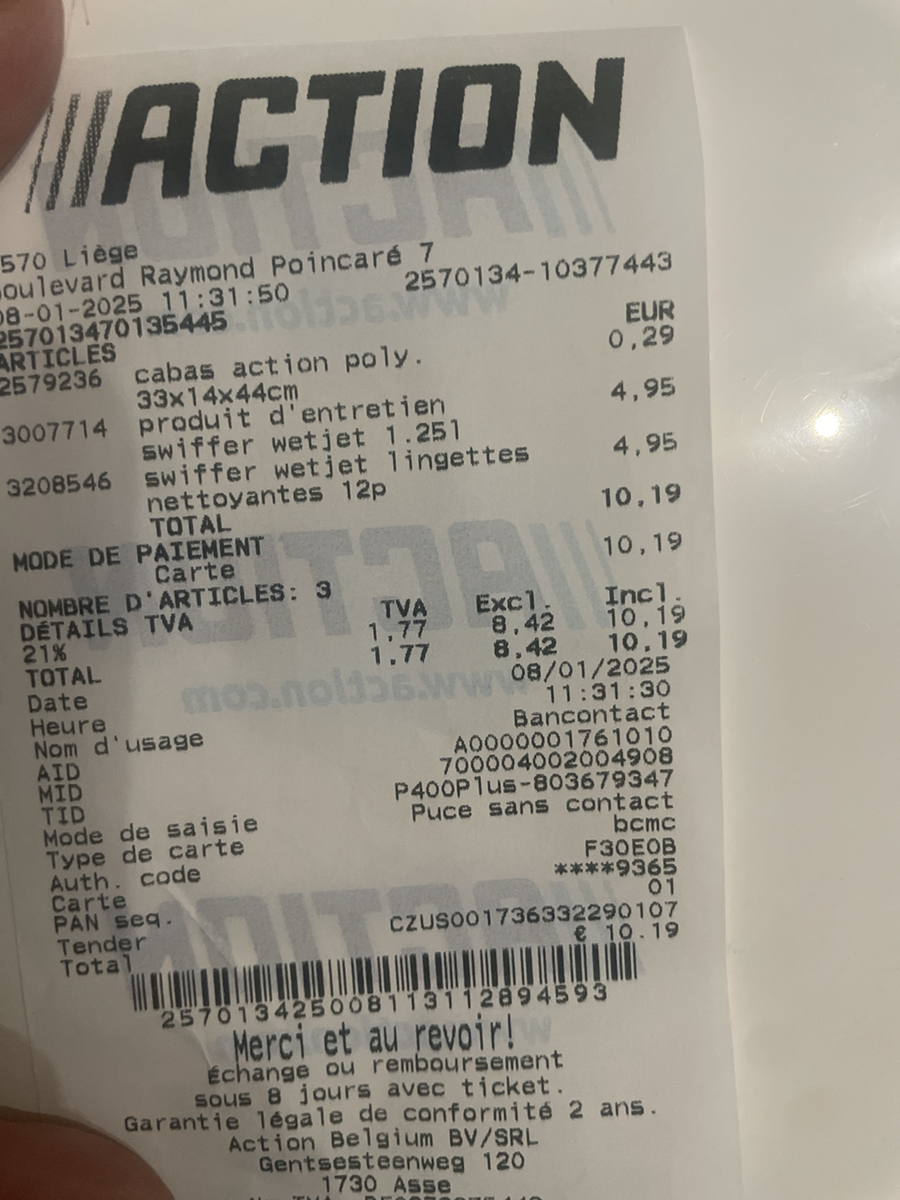 ACTION
570 Liège
oulevard Raymond Poincaré 7
08-01-2025 11:31:50 2570134-10377443
257013470135445
ARTICLES EUR
2579236 cabas action poly. 0,29
33x14x44cm
3007714 produit d'entretien 4,95
swiffer wetjet 1.25l
3208546 swiffer wetjet lingettes 4,95
nettoyantes 12p
TOTAL 10,19
MODE DE PAIEMENT
Carte 10,19
NOMBRE D'ARTICLES: 3
DÉTAILS TVA TVA Excl. Incl.
21% 1,77 8,42 10,19
TOTAL 1,77 8,42 10,19
Date 08/01/2025
Heure 11:31:30
Nom d'usage Bancontact
AID A0000001761010
MID 700004002004908
TID P400Plus-803679347
Mode de saisie Puce sans contact
Type de carte bcmc
Auth. code F30E0B
Carte ****9365
PAN seq. 01
Tender CZUS001736332290107
Total € 10.19
2570134250081131128 94593
Merci et au revoir!
Échange ou remboursement
sous 8 jours avec ticket.
Garantie légale de conformité 2 ans.
Action Belgium BV/SRL
Gentsesteenweg 120
1730 Asse